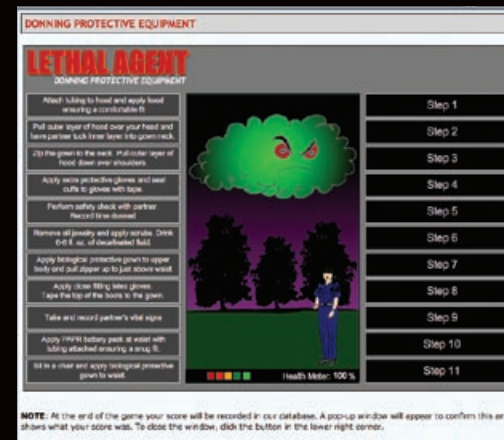 DONNING PROTECTIVE EQUIPMENT
LETHAL AGENT
DONNING PROTECTIVE EQUIPMENT
Attach tubing to hood and apply hood
ensuring a comfortable fit
Pull outer layer of hood over your head and
have partner tuck inner layer into gown neck.
Zip the gown to the neck. Pull outer layer of
hood down over shoulders.
Apply extra protective gloves and seal
cuffs to gloves with tape.
Perform safety check with partner
Record time donned
Remove all jewelry and apply scrubs. Drink
6-8 fl. oz. of decaffeinated fluid.
Apply biological protective gown to upper
body and pull zipper up to just above waist
Apply close fitting latex gloves.
Tape the top of the boots to the gown.
Take and record partner's vital signs
Apply PAPR battery pack at waist with
tubing attached ensuring a snug fit.
Sit in a chair and apply biological protective
gown to waist.
Health Meter: 100 %
Step 1
Step 2
Step 3
Step 4
Step 5
Step 6
Step 7
Step 8
Step 9
Step 10
Step 11
NOTE: At the end of the game your score will be recorded in our database. A pop-up window will appear to confirm this
shows what your score was. To close the window, click the button in the lower right corner.